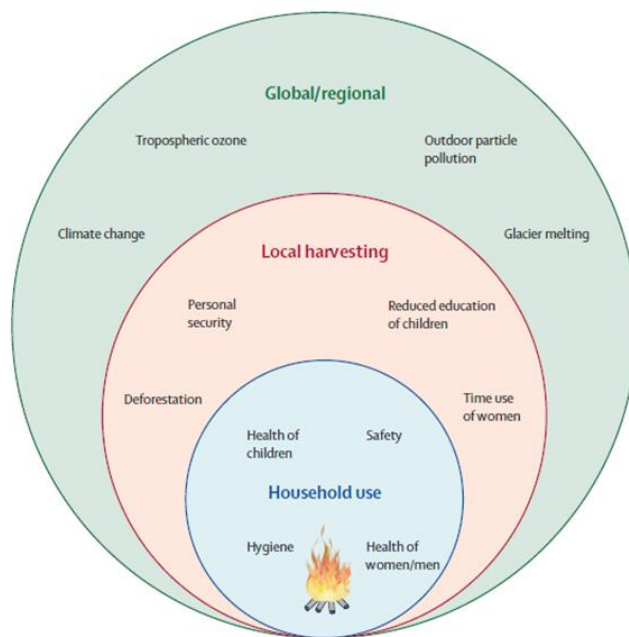 Global/regional
Tropospheric ozone
Outdoor particle
pollution
Climate change
Glacier melting
Local harvesting
Personal
security
Reduced education
of children
Deforestation
Time use
of women
Health of
children
Safety
Household use
Hygiene
Health of
women/men